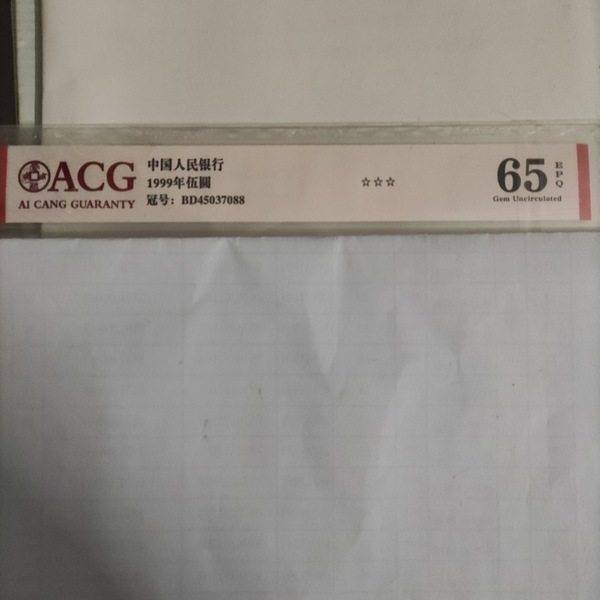 ACG
AI CANG GUARANTY
中国人民银行
1999年伍圓
冠号：BD45037088
☆☆☆
65
EPQ
Gem Uncirculated